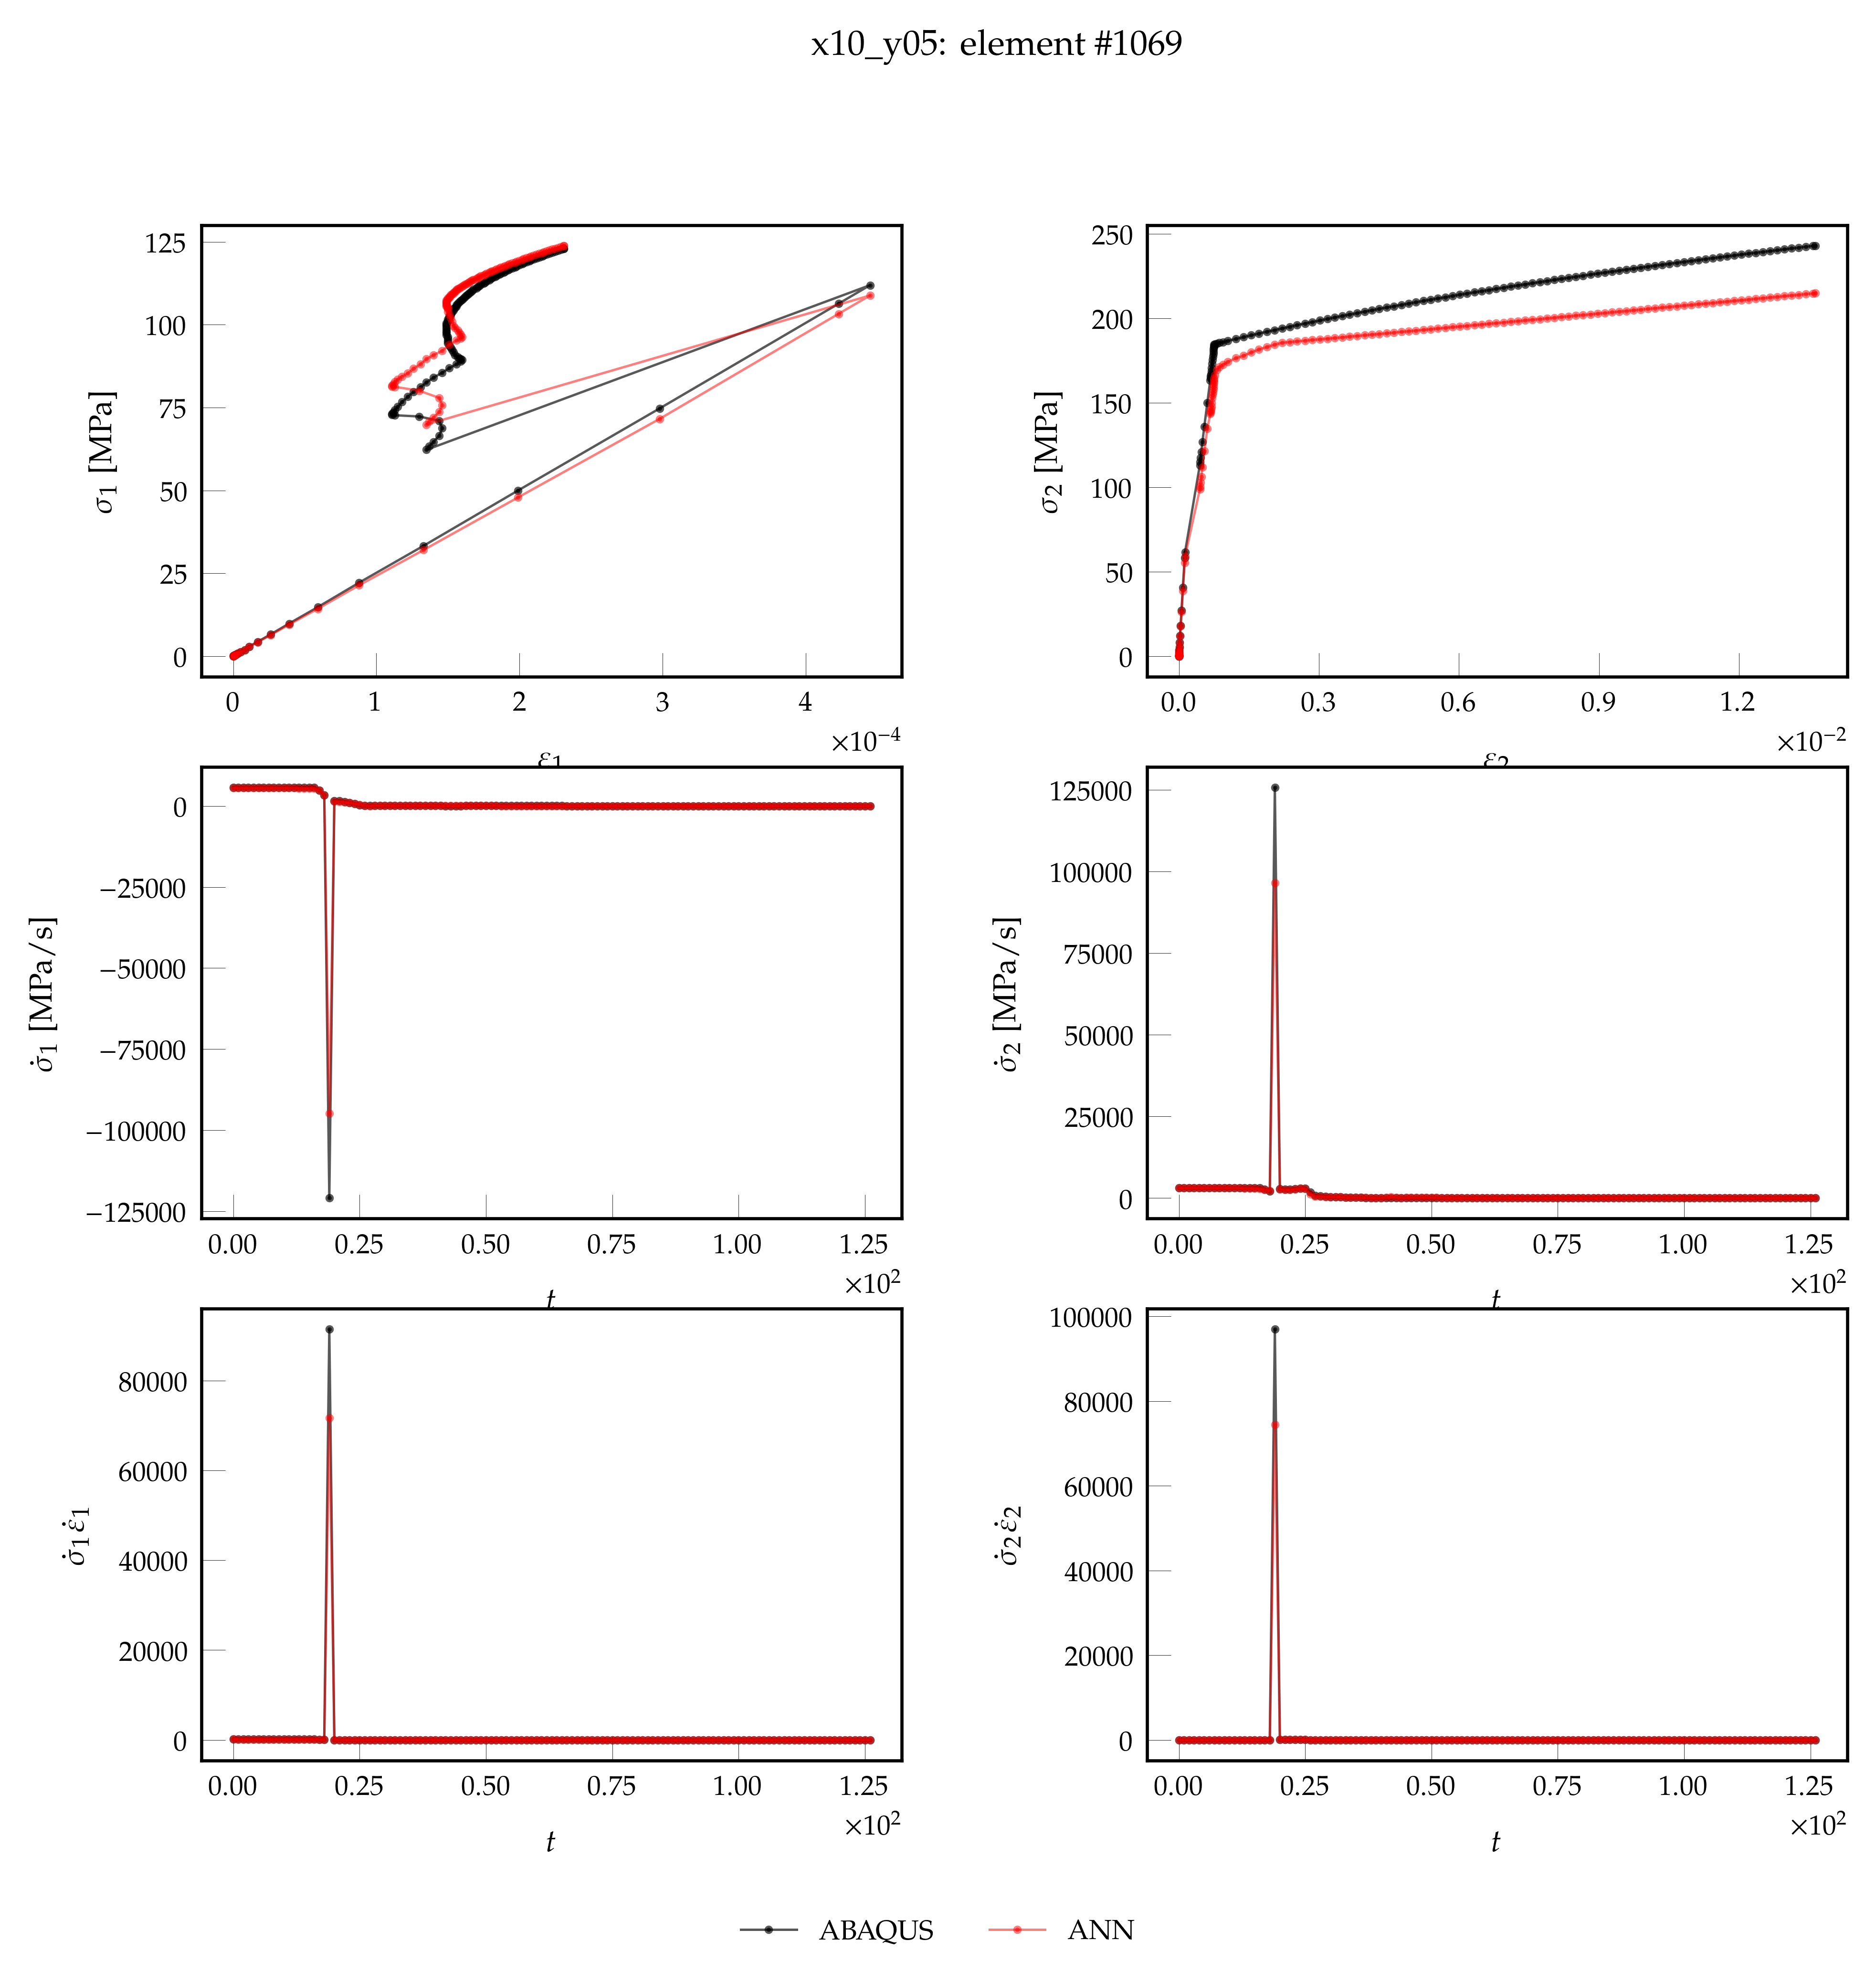 x10_y05: element #1069
σ1 [MPa]
125
100
75
50
25
0
0 1 2 3 4
×10−4
ε1
σ2 [MPa]
250
200
150
100
50
0
0.0 0.3 0.6 0.9 1.2
×10−2
ε2
σ̇1 [MPa/s]
0
−25000
−50000
−75000
−100000
−125000
0.00 0.25 0.50 0.75 1.00 1.25
×102
t
σ̇2 [MPa/s]
125000
100000
75000
50000
25000
0
0.00 0.25 0.50 0.75 1.00 1.25
×102
t
σ̇1ε̇1
80000
60000
40000
20000
0
0.00 0.25 0.50 0.75 1.00 1.25
×102
t
σ̇2ε̇2
100000
80000
60000
40000
20000
0
0.00 0.25 0.50 0.75 1.00 1.25
×102
t
ABAQUS ANN